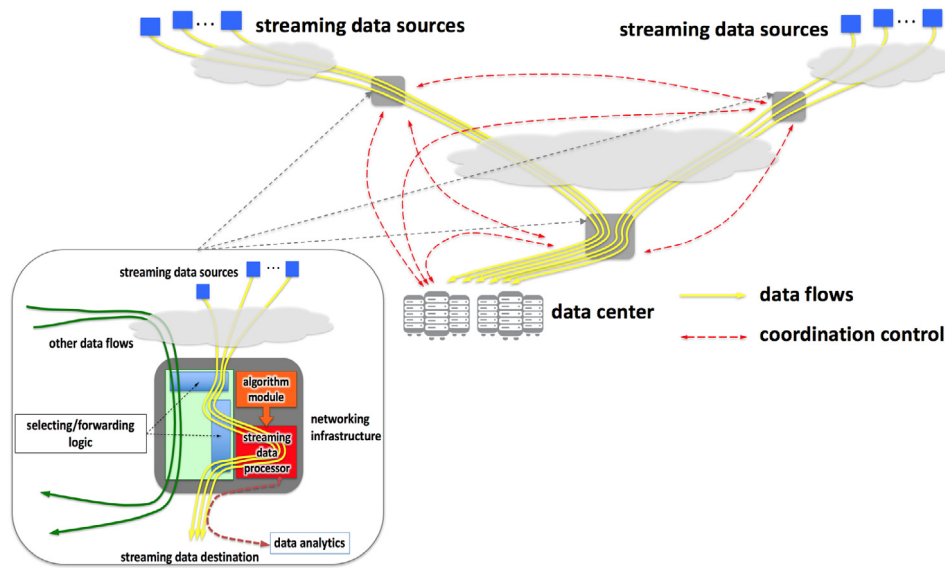 streaming data sources
streaming data sources
...
...
data center
data flows
coordination control
streaming data sources
...
other data flows
algorithm
module
selecting/forwarding
logic
networking
infrastructure
streaming
data
processor
data analytics
streaming data destination